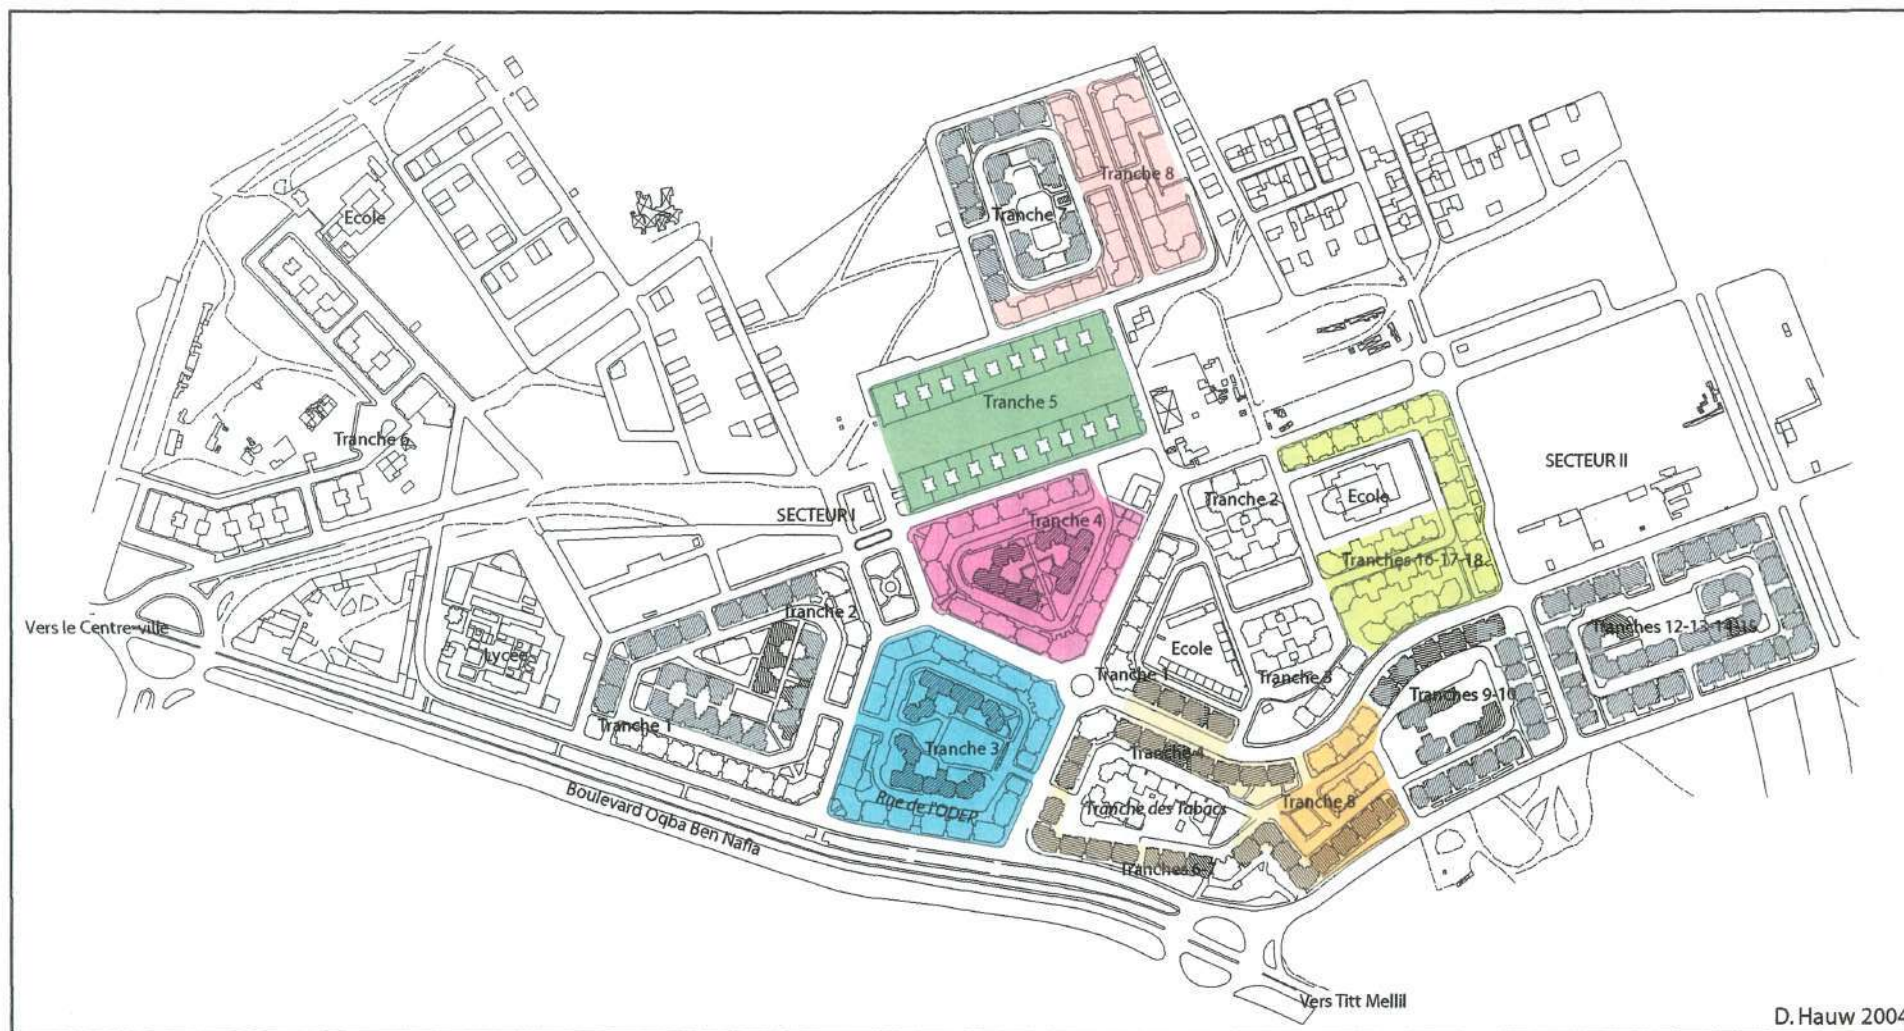 Tranche 8
Ecole
Tranche 7
Tranche 5
Tranche 6
SECTEUR II
Tranche 2
Ecole
SECTEUR I
Tranche 4
Tranches 16-17-18
Tranche 2
Vers le Centre-ville
Tranches 12-13-14-15
Ecole
Lycée
Tranche 1
Tranche 3
Tranches 9-10
Tranche 1
Tranche 3
Tranche 4
Rue de l'ODEP
Tranche des Tabacs
Tranche 8
Boulevard Oqba Ben Nafia
Tranches 6-7
Vers Titt Mellil
D. Hauw 2004